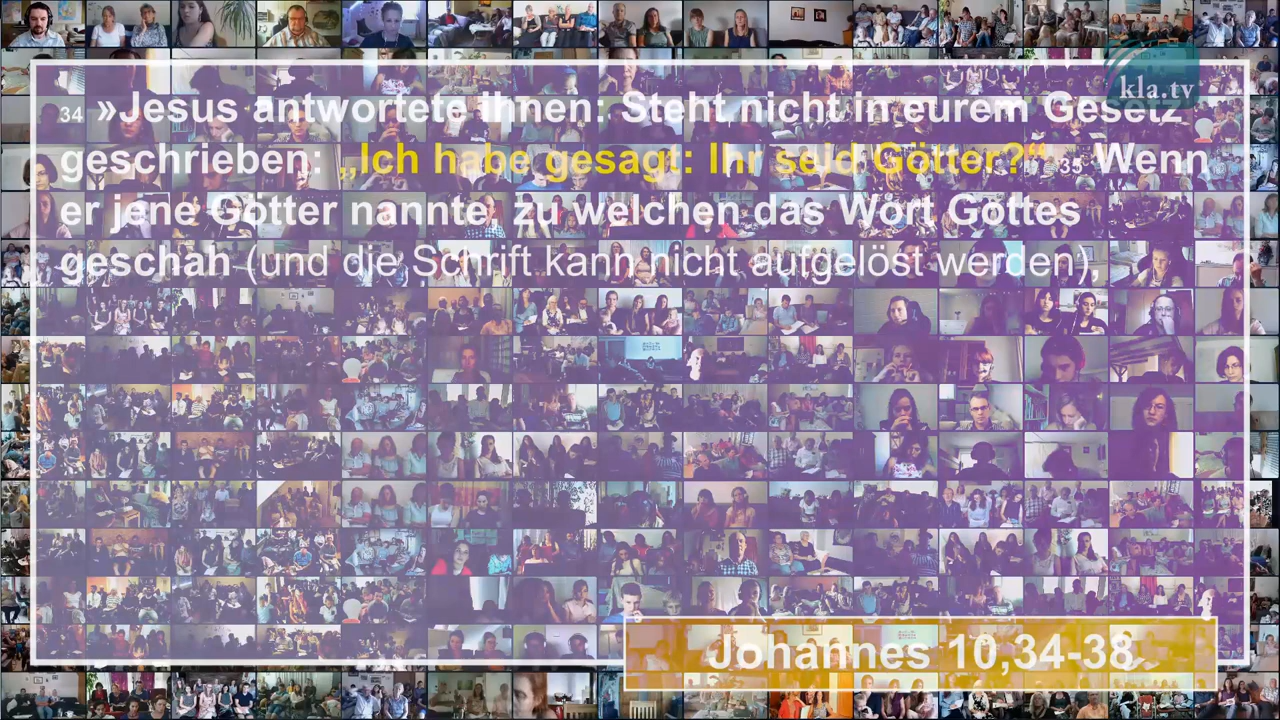 kla.tv
34 »Jesus antwortete ihnen: Steht nicht in eurem Gesetz
geschrieben: „Ich habe gesagt: Ihr seid Götter?“ 35 Wenn
er jene Götter nannte, zu welchen das Wort Gottes
geschah (und die Schrift kann nicht aufgelöst werden),
Johannes 10,34-38